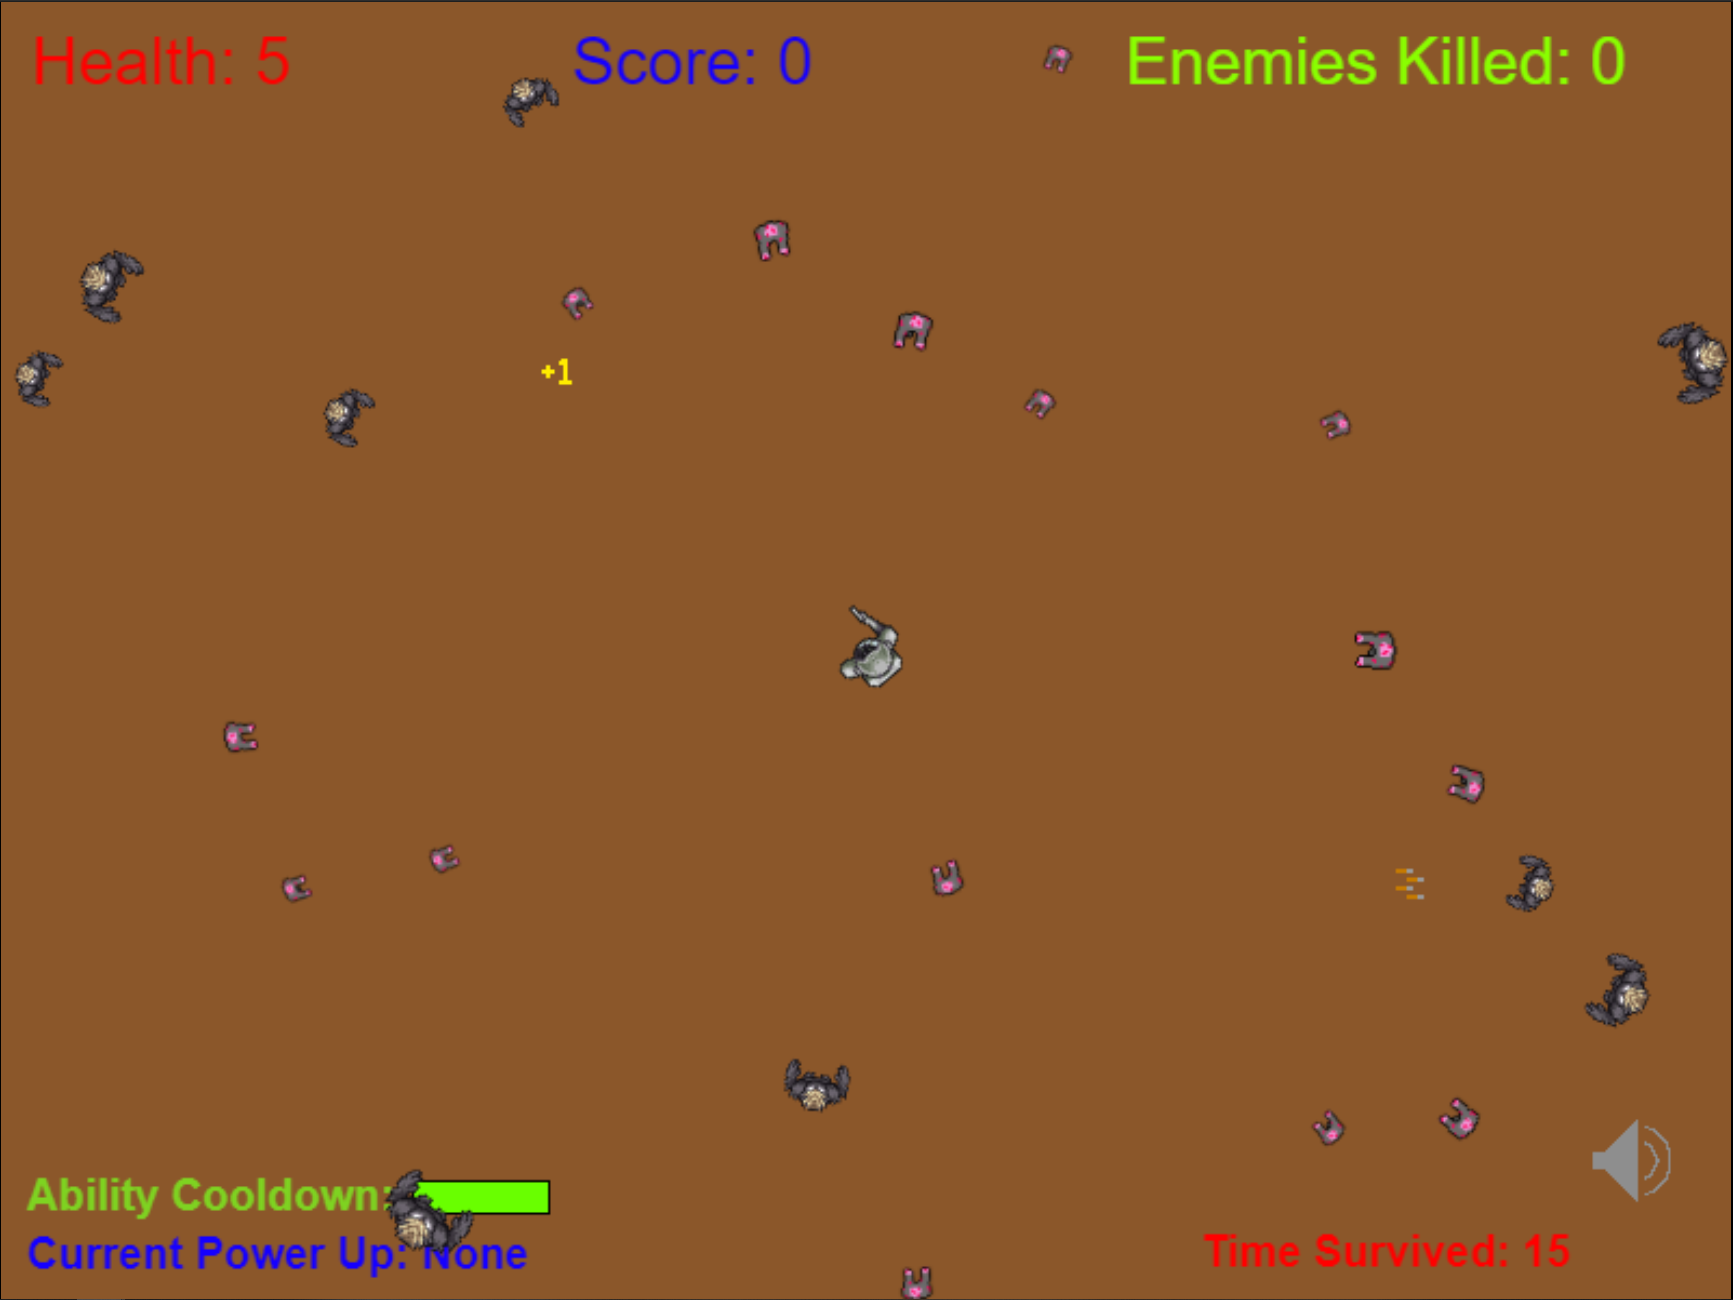 Health: 5
Score: 0
Enemies Killed: 0
+1
Ability Cooldown:
Current Power Up: None
Time Survived: 15